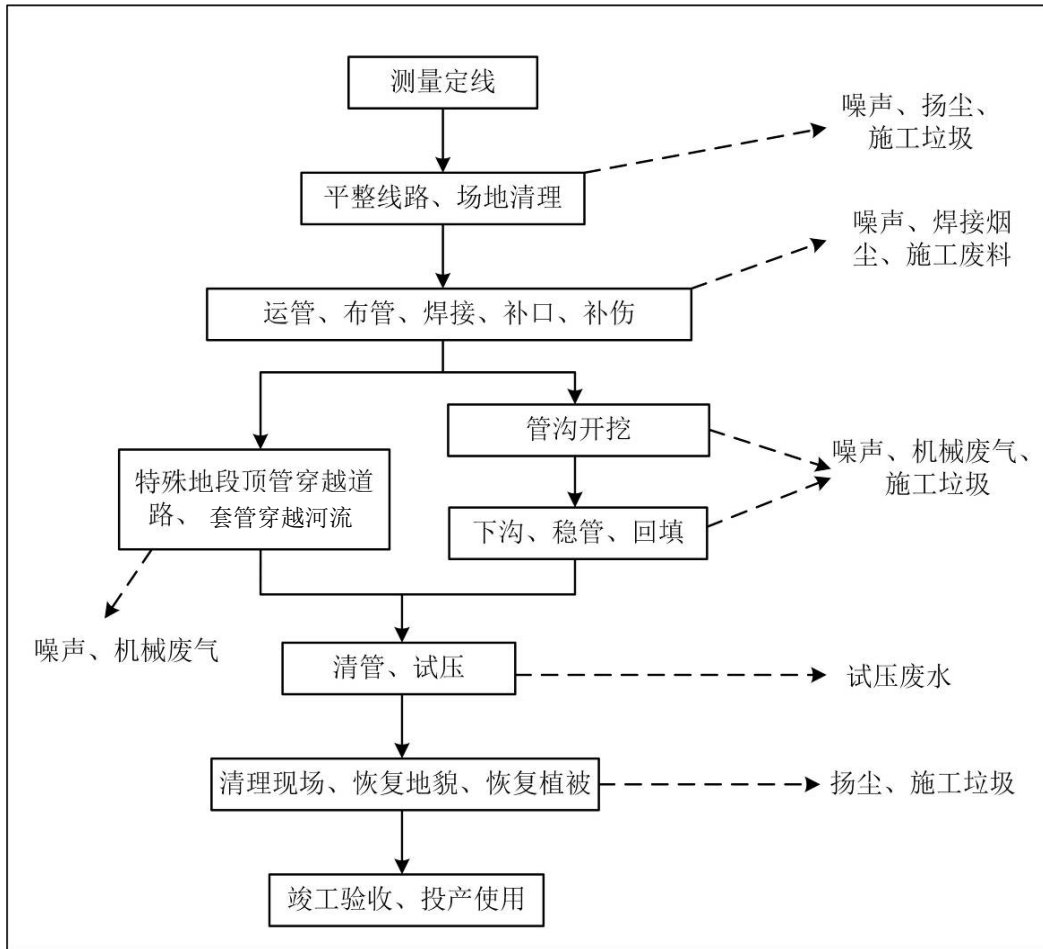 测量定线
噪声、扬尘、
施工垃圾
平整线路、场地清理
噪声、焊接烟
尘、施工废料
运管、布管、焊接、补口、补伤
管沟开挖
特殊地段顶管穿越道
路、 套管穿越河流
噪声、机械废气、
施工垃圾
下沟、稳管、回填
噪声、机械废气
清管、试压
试压废水
清理现场、恢复地貌、恢复植被
扬尘、施工垃圾
竣工验收、投产使用